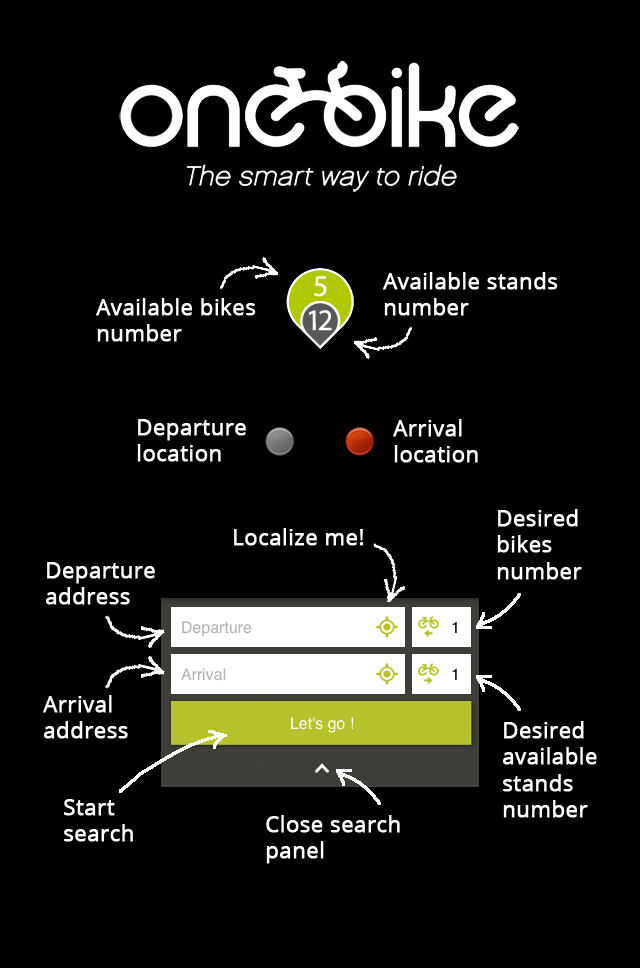 onebike
The smart way to ride
Available bikes
number
5
12
Available stands
number
Departure
location
Arrival
location
Localize me!
Desired
bikes
number
Departure
address
Departure
1
Arrival
1
Arrival
address
Let's go !
Desired
available
stands
number
Start
search
Close search
panel